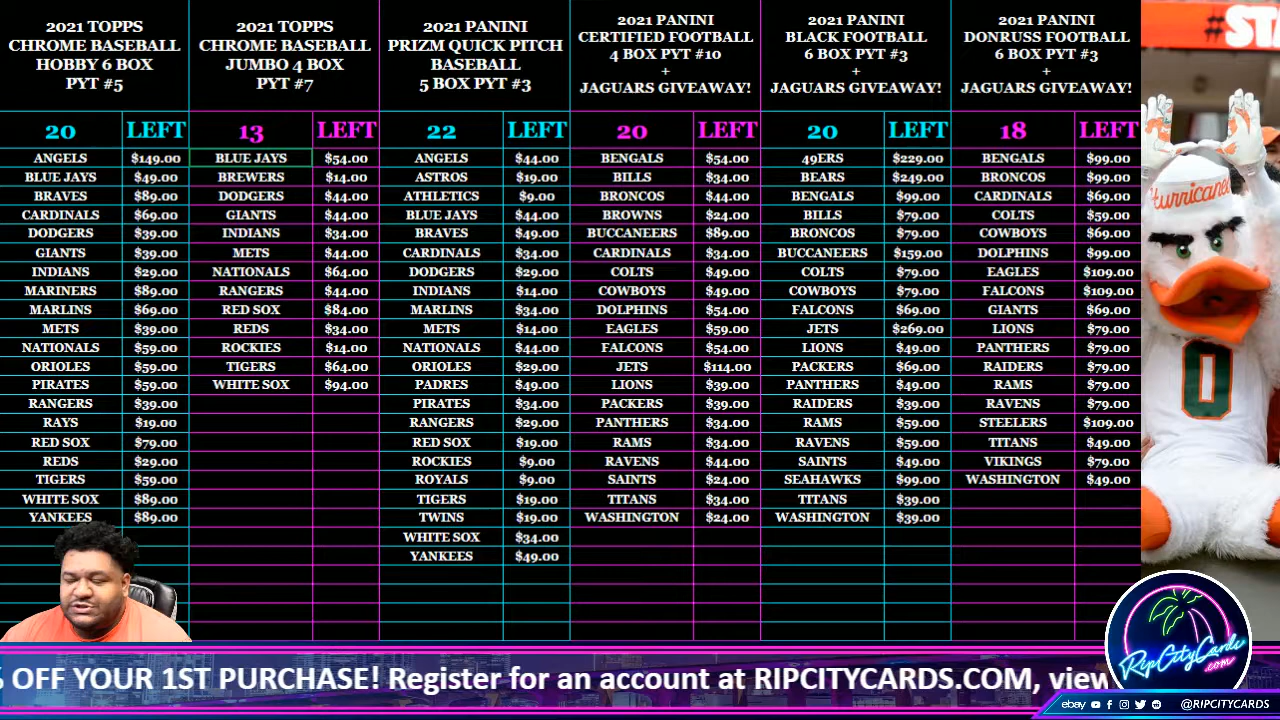 2021 TOPPS
CHROME BASEBALL
HOBBY 6 BOX
PYT #5
20 LEFT
ANGELS $149.00
BLUE JAYS $49.00
BRAVES $89.00
CARDINALS $69.00
DODGERS $39.00
GIANTS $39.00
INDIANS $29.00
MARINERS $89.00
MARLINS $69.00
METS $39.00
NATIONALS $59.00
ORIOLES $59.00
PIRATES $59.00
RANGERS $39.00
RAYS $19.00
RED SOX $79.00
REDS $29.00
TIGERS $59.00
WHITE SOX $89.00
YANKEES $89.00
2021 TOPPS
CHROME BASEBALL
JUMBO 4 BOX
PYT #7
13 LEFT
BLUE JAYS $54.00
BREWERS $14.00
DODGERS $44.00
GIANTS $44.00
INDIANS $34.00
METS $44.00
NATIONALS $64.00
RANGERS $44.00
RED SOX $84.00
REDS $34.00
ROCKIES $14.00
TIGERS $64.00
WHITE SOX $94.00
2021 PANINI
PRIZM QUICK PITCH
BASEBALL
5 BOX PYT #3
22 LEFT
ANGELS $44.00
ASTROS $19.00
ATHLETICS $9.00
BLUE JAYS $44.00
BRAVES $49.00
CARDINALS $34.00
DODGERS $29.00
INDIANS $14.00
MARLINS $34.00
METS $14.00
NATIONALS $44.00
ORIOLES $29.00
PADRES $49.00
PIRATES $34.00
RANGERS $29.00
RED SOX $19.00
ROCKIES $9.00
ROYALS $9.00
TIGERS $19.00
TWINS $19.00
WHITE SOX $34.00
YANKEES $49.00
2021 PANINI
CERTIFIED FOOTBALL
4 BOX PYT #10
+
JAGUARS GIVEAWAY!
20 LEFT
BENGALS $54.00
BILLS $34.00
BRONCOS $44.00
BROWNS $24.00
BUCCANEERS $89.00
CARDINALS $34.00
COLTS $49.00
COWBOYS $49.00
DOLPHINS $54.00
EAGLES $59.00
FALCONS $54.00
JETS $114.00
LIONS $39.00
PACKERS $39.00
PANTHERS $34.00
RAMS $34.00
RAVENS $44.00
SAINTS $24.00
TITANS $34.00
WASHINGTON $24.00
2021 PANINI
BLACK FOOTBALL
6 BOX PYT #3
+
JAGUARS GIVEAWAY!
20 LEFT
49ERS $229.00
BEARS $249.00
BENGALS $99.00
BILLS $79.00
BRONCOS $79.00
BUCCANEERS $159.00
COLTS $79.00
COWBOYS $79.00
FALCONS $69.00
JETS $269.00
LIONS $49.00
PACKERS $69.00
PANTHERS $49.00
RAIDERS $39.00
RAMS $59.00
RAVENS $59.00
SAINTS $49.00
SEAHAWKS $99.00
TITANS $39.00
WASHINGTON $39.00
2021 PANINI
DONRUSS FOOTBALL
6 BOX PYT #3
+
JAGUARS GIVEAWAY!
18 LEFT
BENGALS $99.00
BRONCOS $99.00
CARDINALS $69.00
COLTS $59.00
COWBOYS $69.00
DOLPHINS $99.00
EAGLES $109.00
FALCONS $109.00
GIANTS $69.00
LIONS $79.00
PANTHERS $79.00
RAIDERS $79.00
RAMS $79.00
RAVENS $79.00
STEELERS $109.00
TITANS $49.00
VIKINGS $79.00
WASHINGTON $49.00
#ST
Hurricanes
0
RipCityCards
.com
% OFF YOUR 1ST PURCHASE! Register for an account at RIPCITYCARDS.COM, view
ebay @RIPCITYCARDS